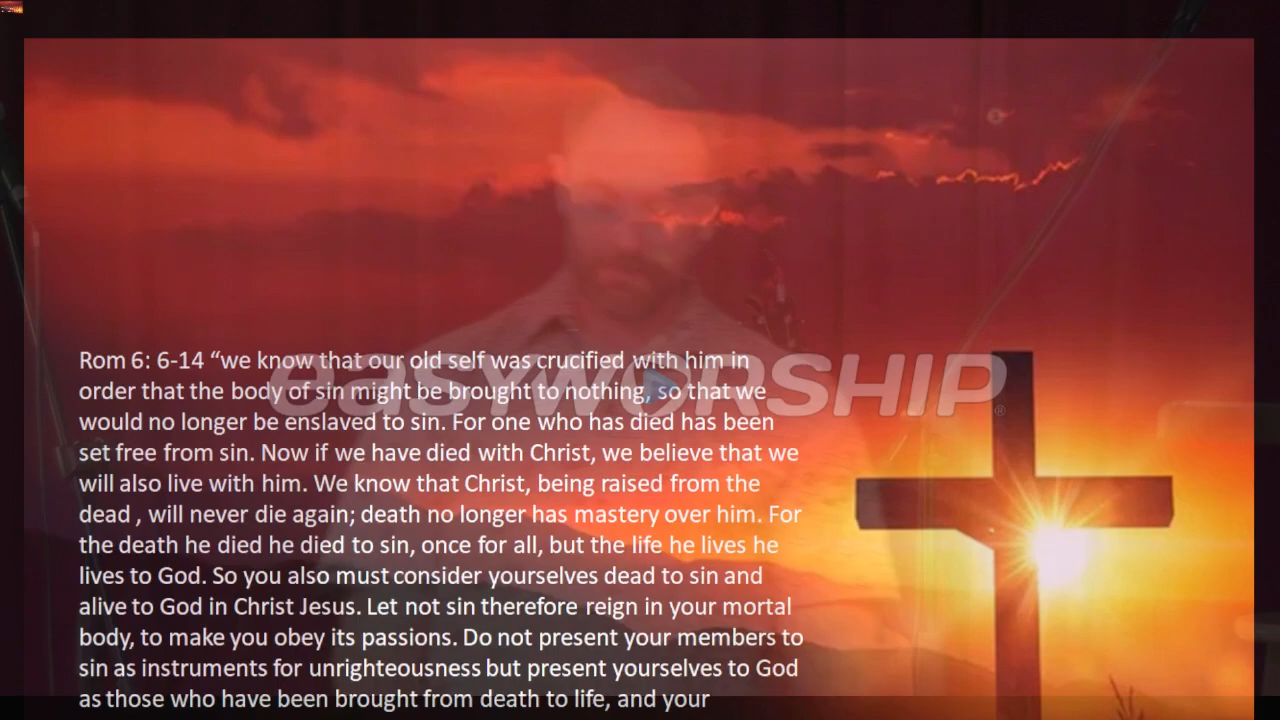 Rom 6: 6-14 “we know that our old self was crucified with him in
order that the body of sin might be brought to nothing, so that we
would no longer be enslaved to sin. For one who has died has been
set free from sin. Now if we have died with Christ, we believe that we
will also live with him. We know that Christ, being raised from the
dead , will never die again; death no longer has mastery over him. For
the death he died he died to sin, once for all, but the life he lives he
lives to God. So you also must consider yourselves dead to sin and
alive to God in Christ Jesus. Let not sin therefore reign in your mortal
body, to make you obey its passions. Do not present your members to
sin as instruments for unrighteousness but present yourselves to God
as those who have been brought from death to life, and your
easyWORSHIP®